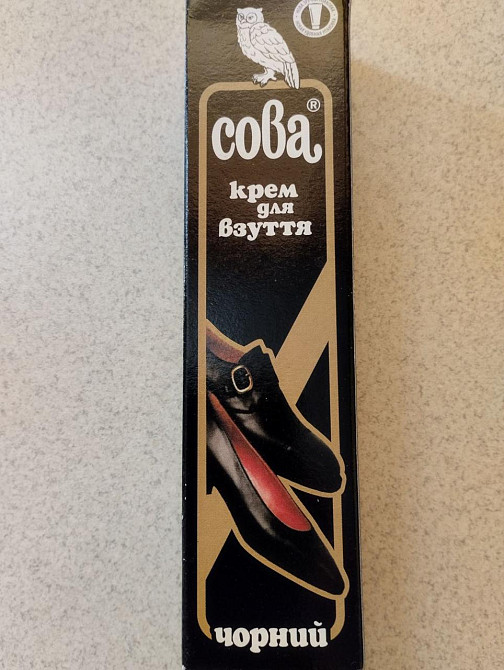 сова®
крем
для
взуття
чорний